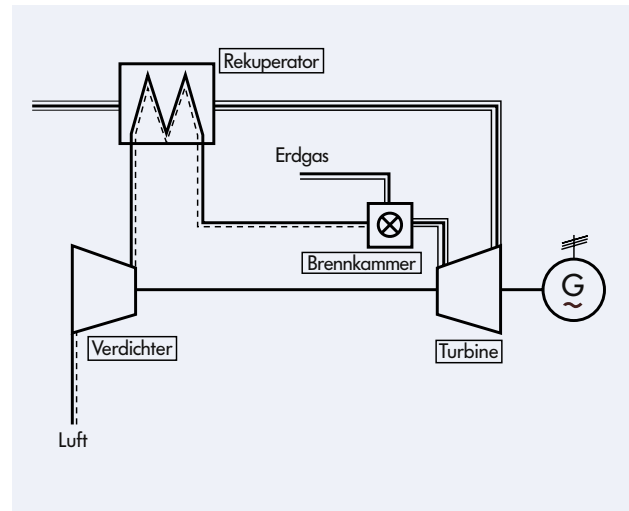 Rekuperator
Erdgas
Brennkammer
G
~
Verdichter
Turbine
Luft